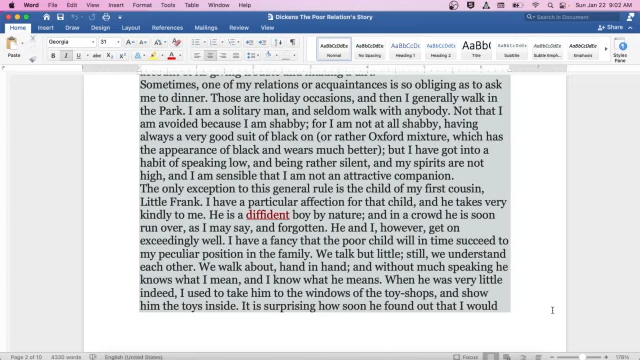 Word File Edit View Insert Format Tools Table Window Help Sun Jan 22 9:02 AM
Dickens The Poor Relation's Story
Search in Document
Home Insert Draw Design Layout References Mailings Review View Share
Georgia 31
AaBbCcDdEe AaBbCcDdEe AaBbCcDc AaBbCcDdEe AaBb( AaBbCcDdEe AaBbCcDdEe AaBbCcDdEe
Paste Normal No Spacing Heading 1 Heading 2 Title Subtitle Subtle Emph... Emphasis Styles Pane
Sometimes, one of my relations or acquaintances is so obliging as to ask
me to dinner. Those are holiday occasions, and then I generally walk in
the Park. I am a solitary man, and seldom walk with anybody. Not that I
am avoided because I am shabby; for I am not at all shabby, having
always a very good suit of black on (or rather Oxford mixture, which has
the appearance of black and wears much better); but I have got into a
habit of speaking low, and being rather silent, and my spirits are not
high, and I am sensible that I am not an attractive companion.
The only exception to this general rule is the child of my first cousin,
Little Frank. I have a particular affection for that child, and he takes very
kindly to me. He is a diffident boy by nature; and in a crowd he is soon
run over, as I may say, and forgotten. He and I, however, get on
exceedingly well. I have a fancy that the poor child will in time succeed to
my peculiar position in the family. We talk but little; still, we understand
each other. We walk about, hand in hand; and without much speaking he
knows what I mean, and I know what he means. When he was very little
indeed, I used to take him to the windows of the toy-shops, and show
him the toys inside. It is surprising how soon he found out that I would
Page 2 of 10 4330 words English (United States) Focus 178%